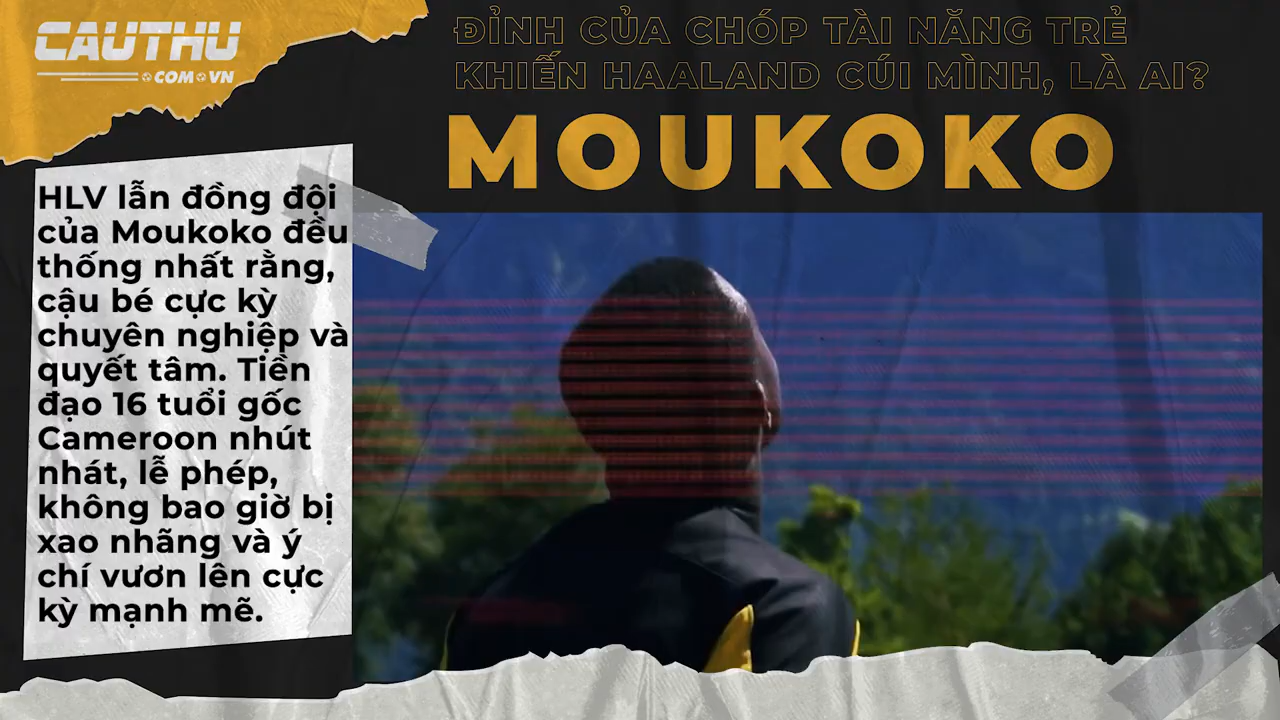 CAUTHU
COM.VN
ĐỈNH CỦA CHÓP TÀI NĂNG TRẺ
KHIẾN HAALAND CÚI MÌNH, LÀ AI?
MOUKOKO
HLV lẫn đồng đội
của Moukoko đều
thống nhất rằng,
cậu bé cực kỳ
chuyên nghiệp và
quyết tâm. Tiền
đạo 16 tuổi gốc
Cameroon nhút
nhát, lễ phép,
không bao giờ bị
xao nhãng và ý
chí vươn lên cực
kỳ mạnh mẽ.